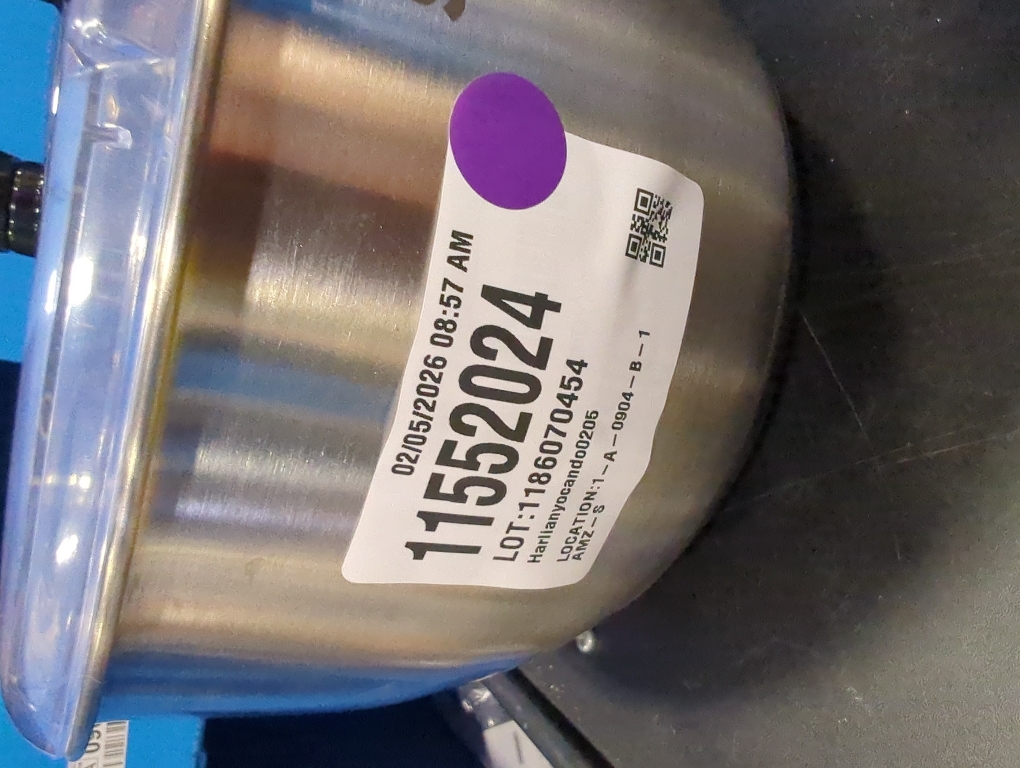 02/05/2026 08:57 AM
11552024
LOT:1186070454
Harlianyocando0205
LOCATION:1-A-0904-B-1
AMZ-S